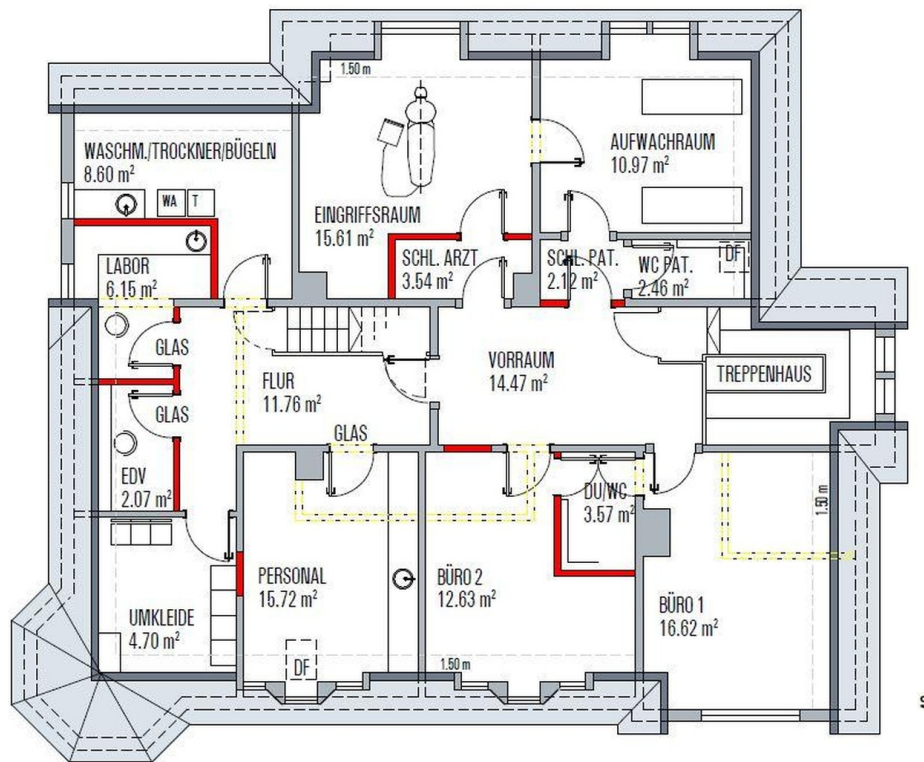 1.50 m
WASCHM./TROCKNER/BÜGELN
8.60 m²
WA
T
EINGRIFFSRAUM
15.61 m²
AUFWACHRAUM
10.97 m²
LABOR
6.15 m²
SCHL. ARZT
3.54 m²
SCHL. PAT.
2.12 m²
WC PAT.
2.46 m²
DF
GLAS
FLUR
11.76 m²
VORRAUM
14.47 m²
TREPPENHAUS
GLAS
GLAS
EDV
2.07 m²
DU/WC
3.57 m²
1.50 m
UMKLEIDE
4.70 m²
PERSONAL
15.72 m²
BÜRO 2
12.63 m²
BÜRO 1
16.62 m²
DF
1.50 m